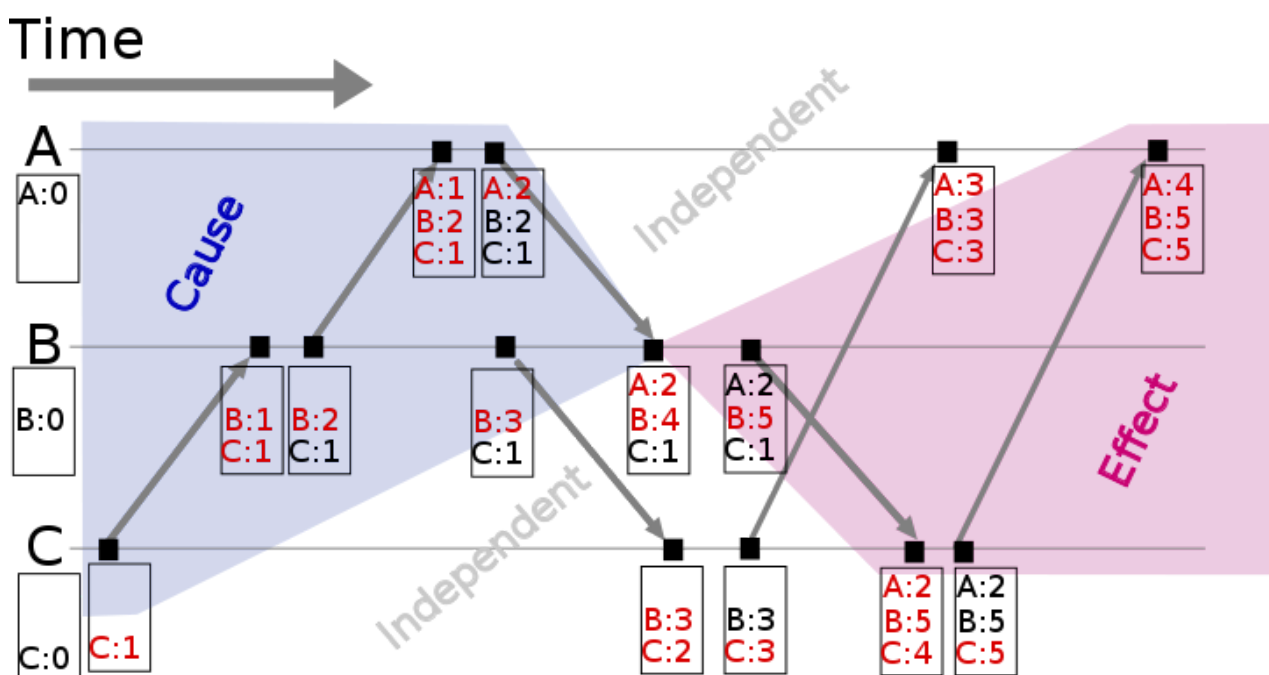 Time
A
A:0
Cause
A:1
B:2
C:1
A:2
B:2
C:1
Independent
A:3
B:3
C:3
A:4
B:5
C:5
B
B:0
B:1
C:1
B:2
C:1
B:3
C:1
A:2
B:4
C:1
A:2
B:5
C:1
Effect
C
C:0
C:1
Independent
B:3
C:2
B:3
C:3
A:2
B:5
C:4
A:2
B:5
C:5